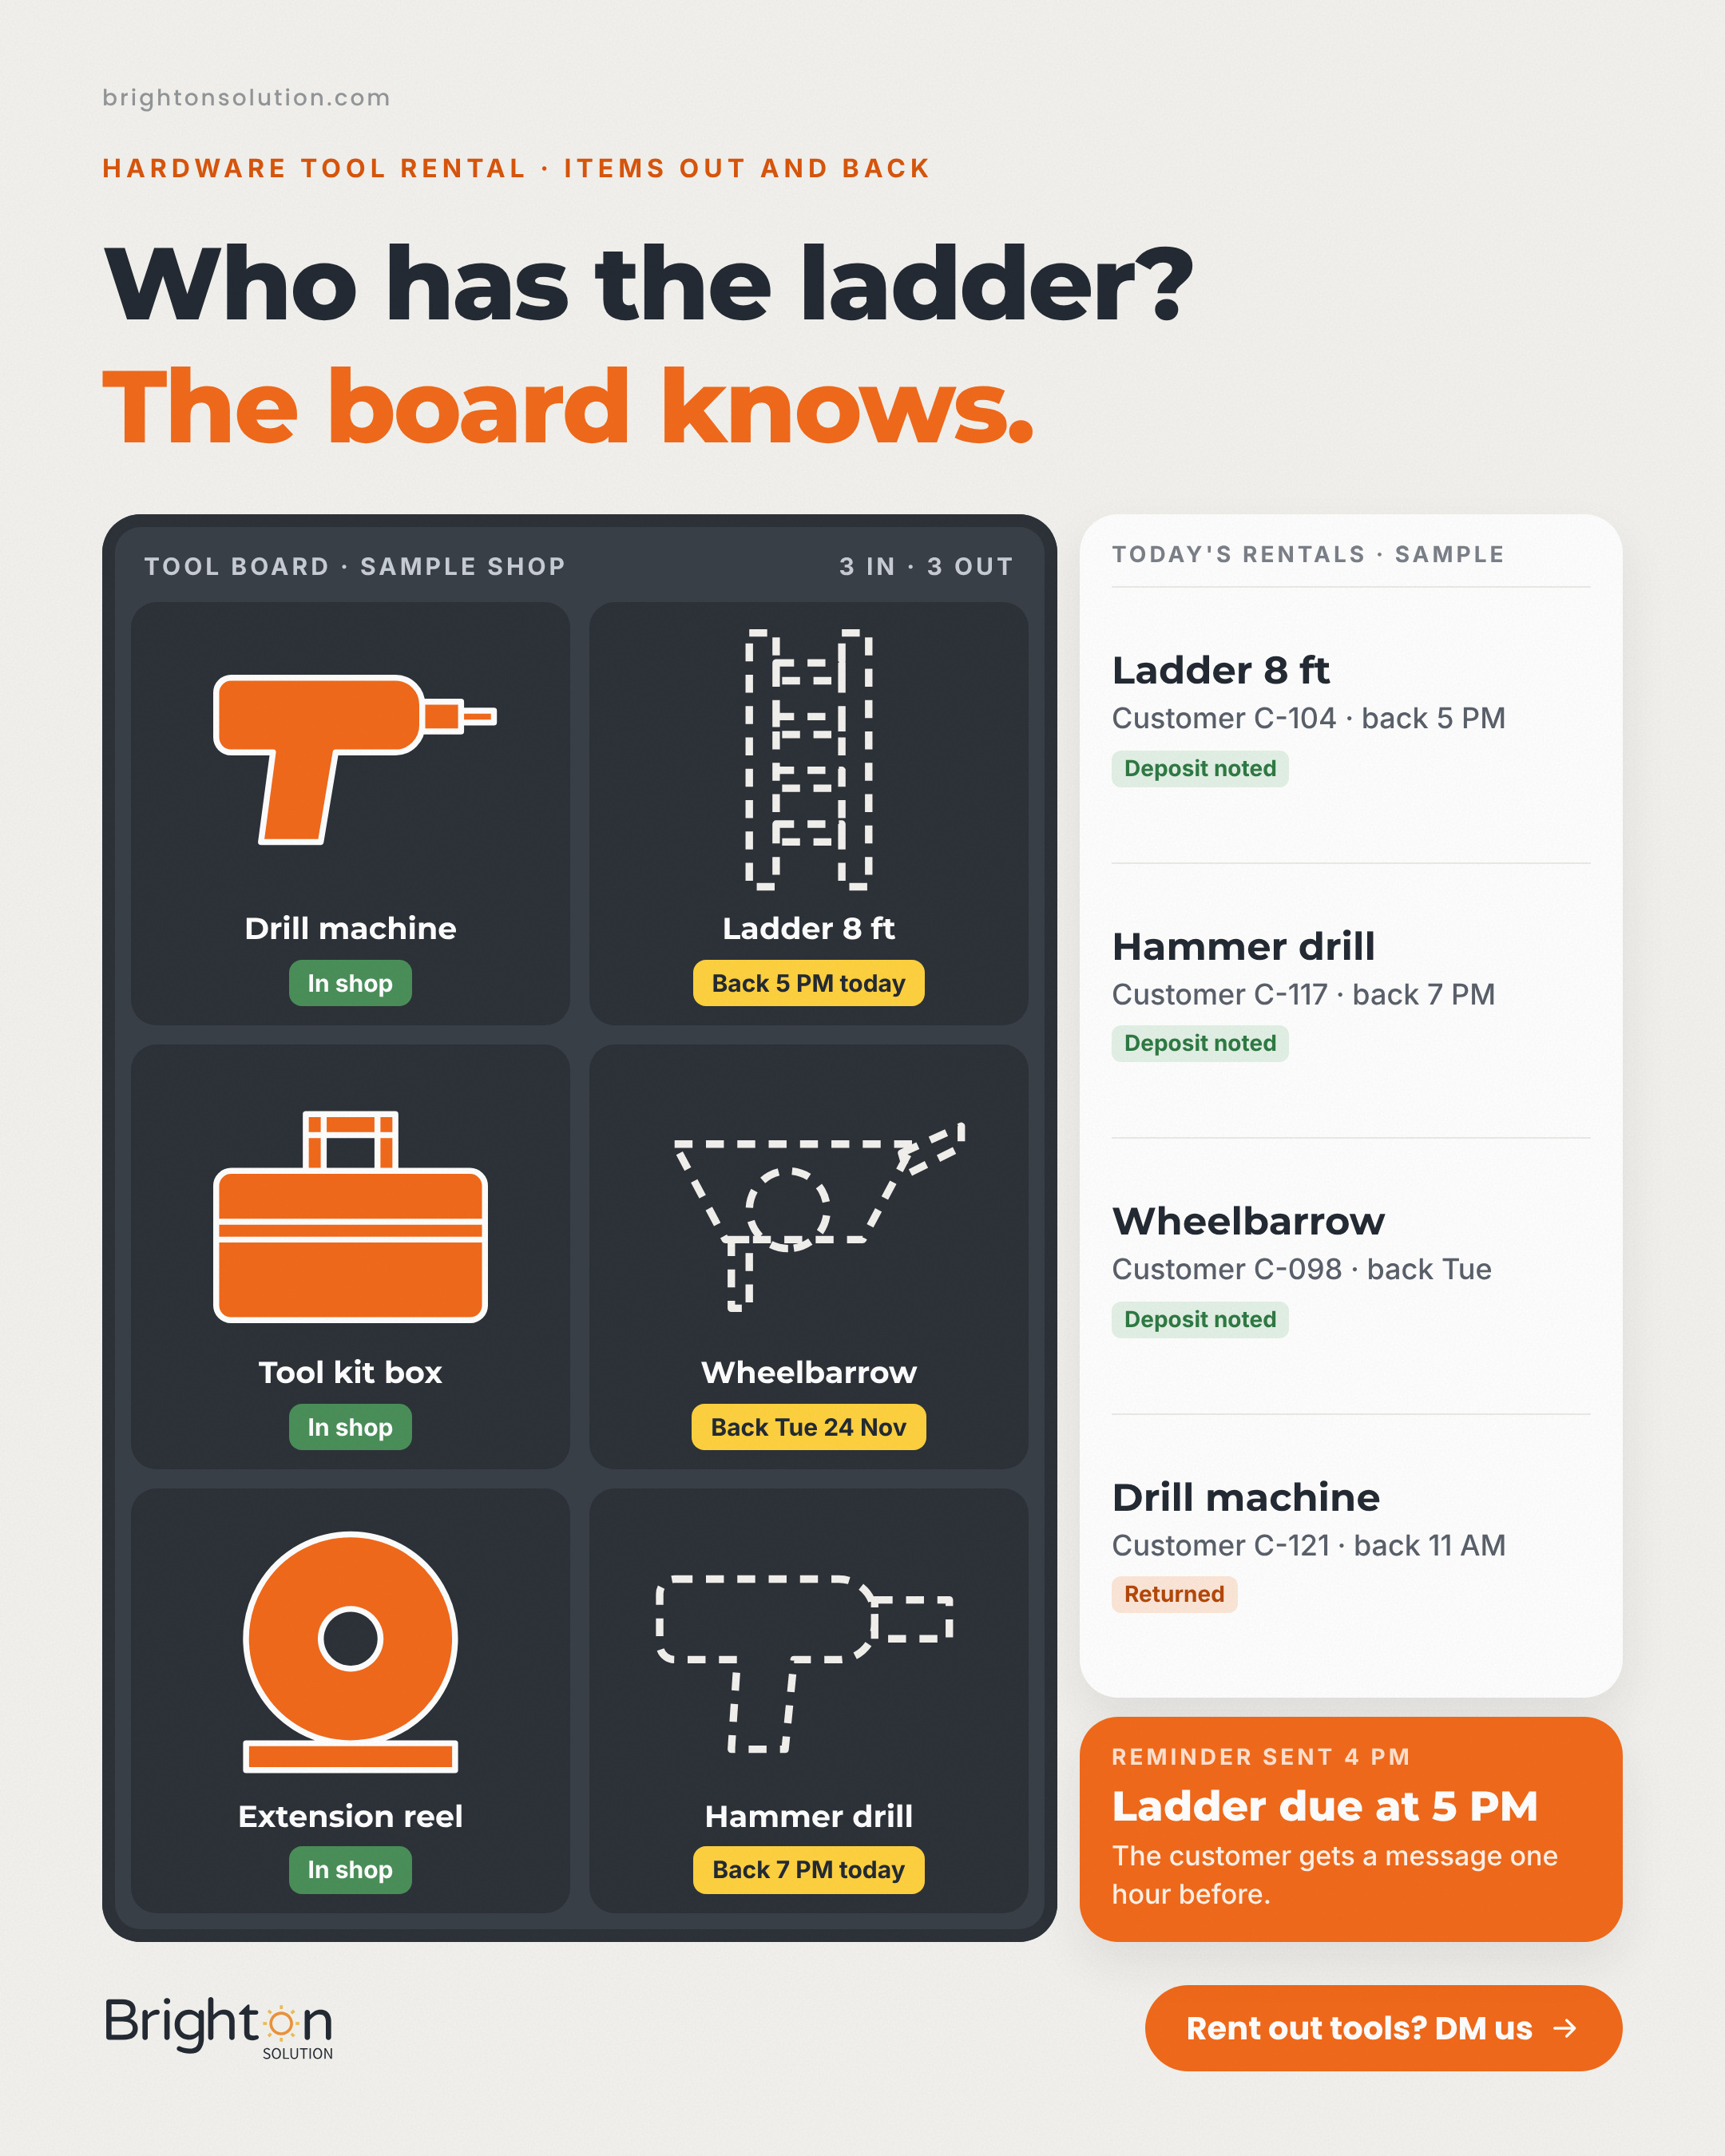 brightonsolution.com
HARDWARE TOOL RENTAL · ITEMS OUT AND BACK
Who has the ladder?
The board knows.
TOOL BOARD · SAMPLE SHOP
3 IN · 3 OUT
Drill machine
In shop
Ladder 8 ft
Back 5 PM today
Tool kit box
In shop
Wheelbarrow
Back Tue 24 Nov
Extension reel
In shop
Hammer drill
Back 7 PM today
TODAY'S RENTALS · SAMPLE
Ladder 8 ft
Customer C-104 · back 5 PM
Deposit noted
Hammer drill
Customer C-117 · back 7 PM
Deposit noted
Wheelbarrow
Customer C-098 · back Tue
Deposit noted
Drill machine
Customer C-121 · back 11 AM
Returned
REMINDER SENT 4 PM
Ladder due at 5 PM
The customer gets a message one
hour before.
Brighton
SOLUTION
Rent out tools? DM us →